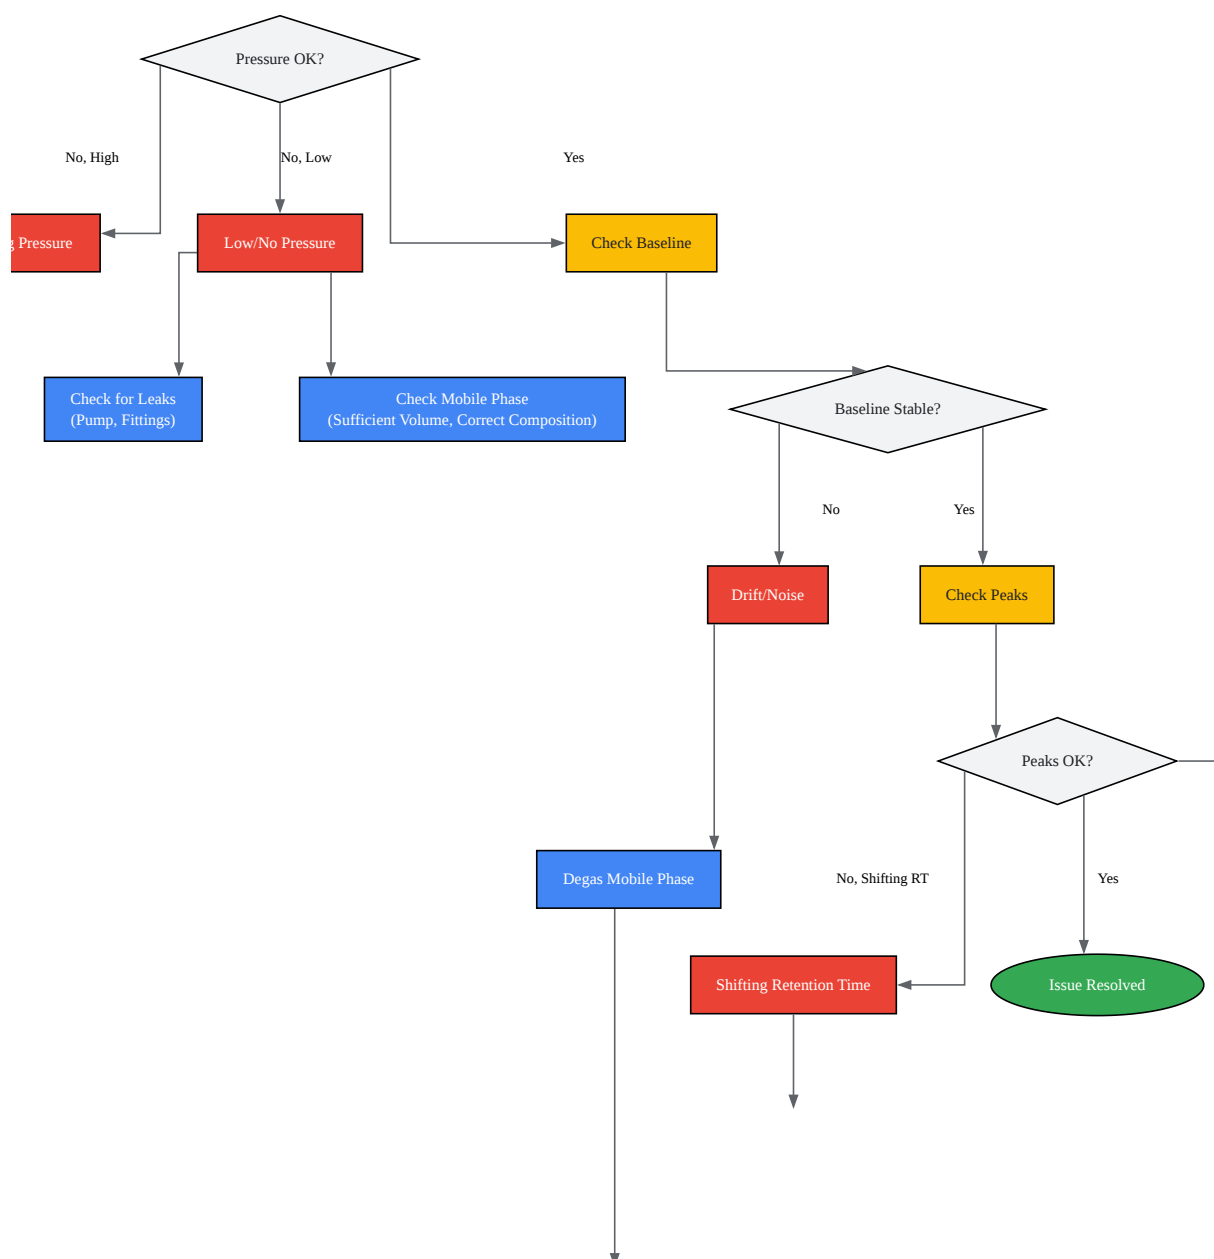 Pressure OK?
No, High
No, Low
Yes
Pressure
Low/No Pressure
Check Baseline
Check for Leaks
(Pump, Fittings)
Check Mobile Phase
(Sufficient Volume, Correct Composition)
Baseline Stable?
No
Yes
Drift/Noise
Check Peaks
Peaks OK?
Degas Mobile Phase
No, Shifting RT
Yes
Shifting Retention Time
Issue Resolved